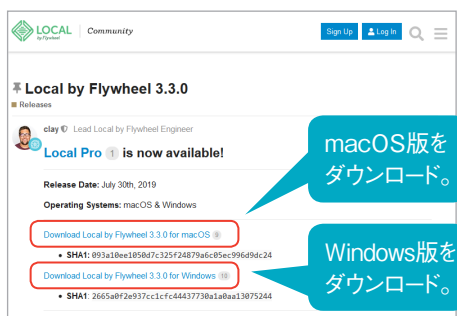 LOCAL
by Flywheel
Community
Sign Up
Log In
Local by Flywheel 3.3.0
Releases
clay Lead Local by Flywheel Engineer
Local Pro 1 is now available!
Release Date: July 30th, 2019
Operating Systems: macOS & Windows
Download Local by Flywheel 3.3.0 for macOS 9
• SHA1: 093a10ee1050d7c325f24879a6c05ec996d9dc24
Download Local by Flywheel 3.3.0 for Windows 10
• SHA1: 2665a0f2e937cc1cfc44437730a1a0aa13075244
macOS版を
ダウンロード。
Windows版を
ダウンロード。